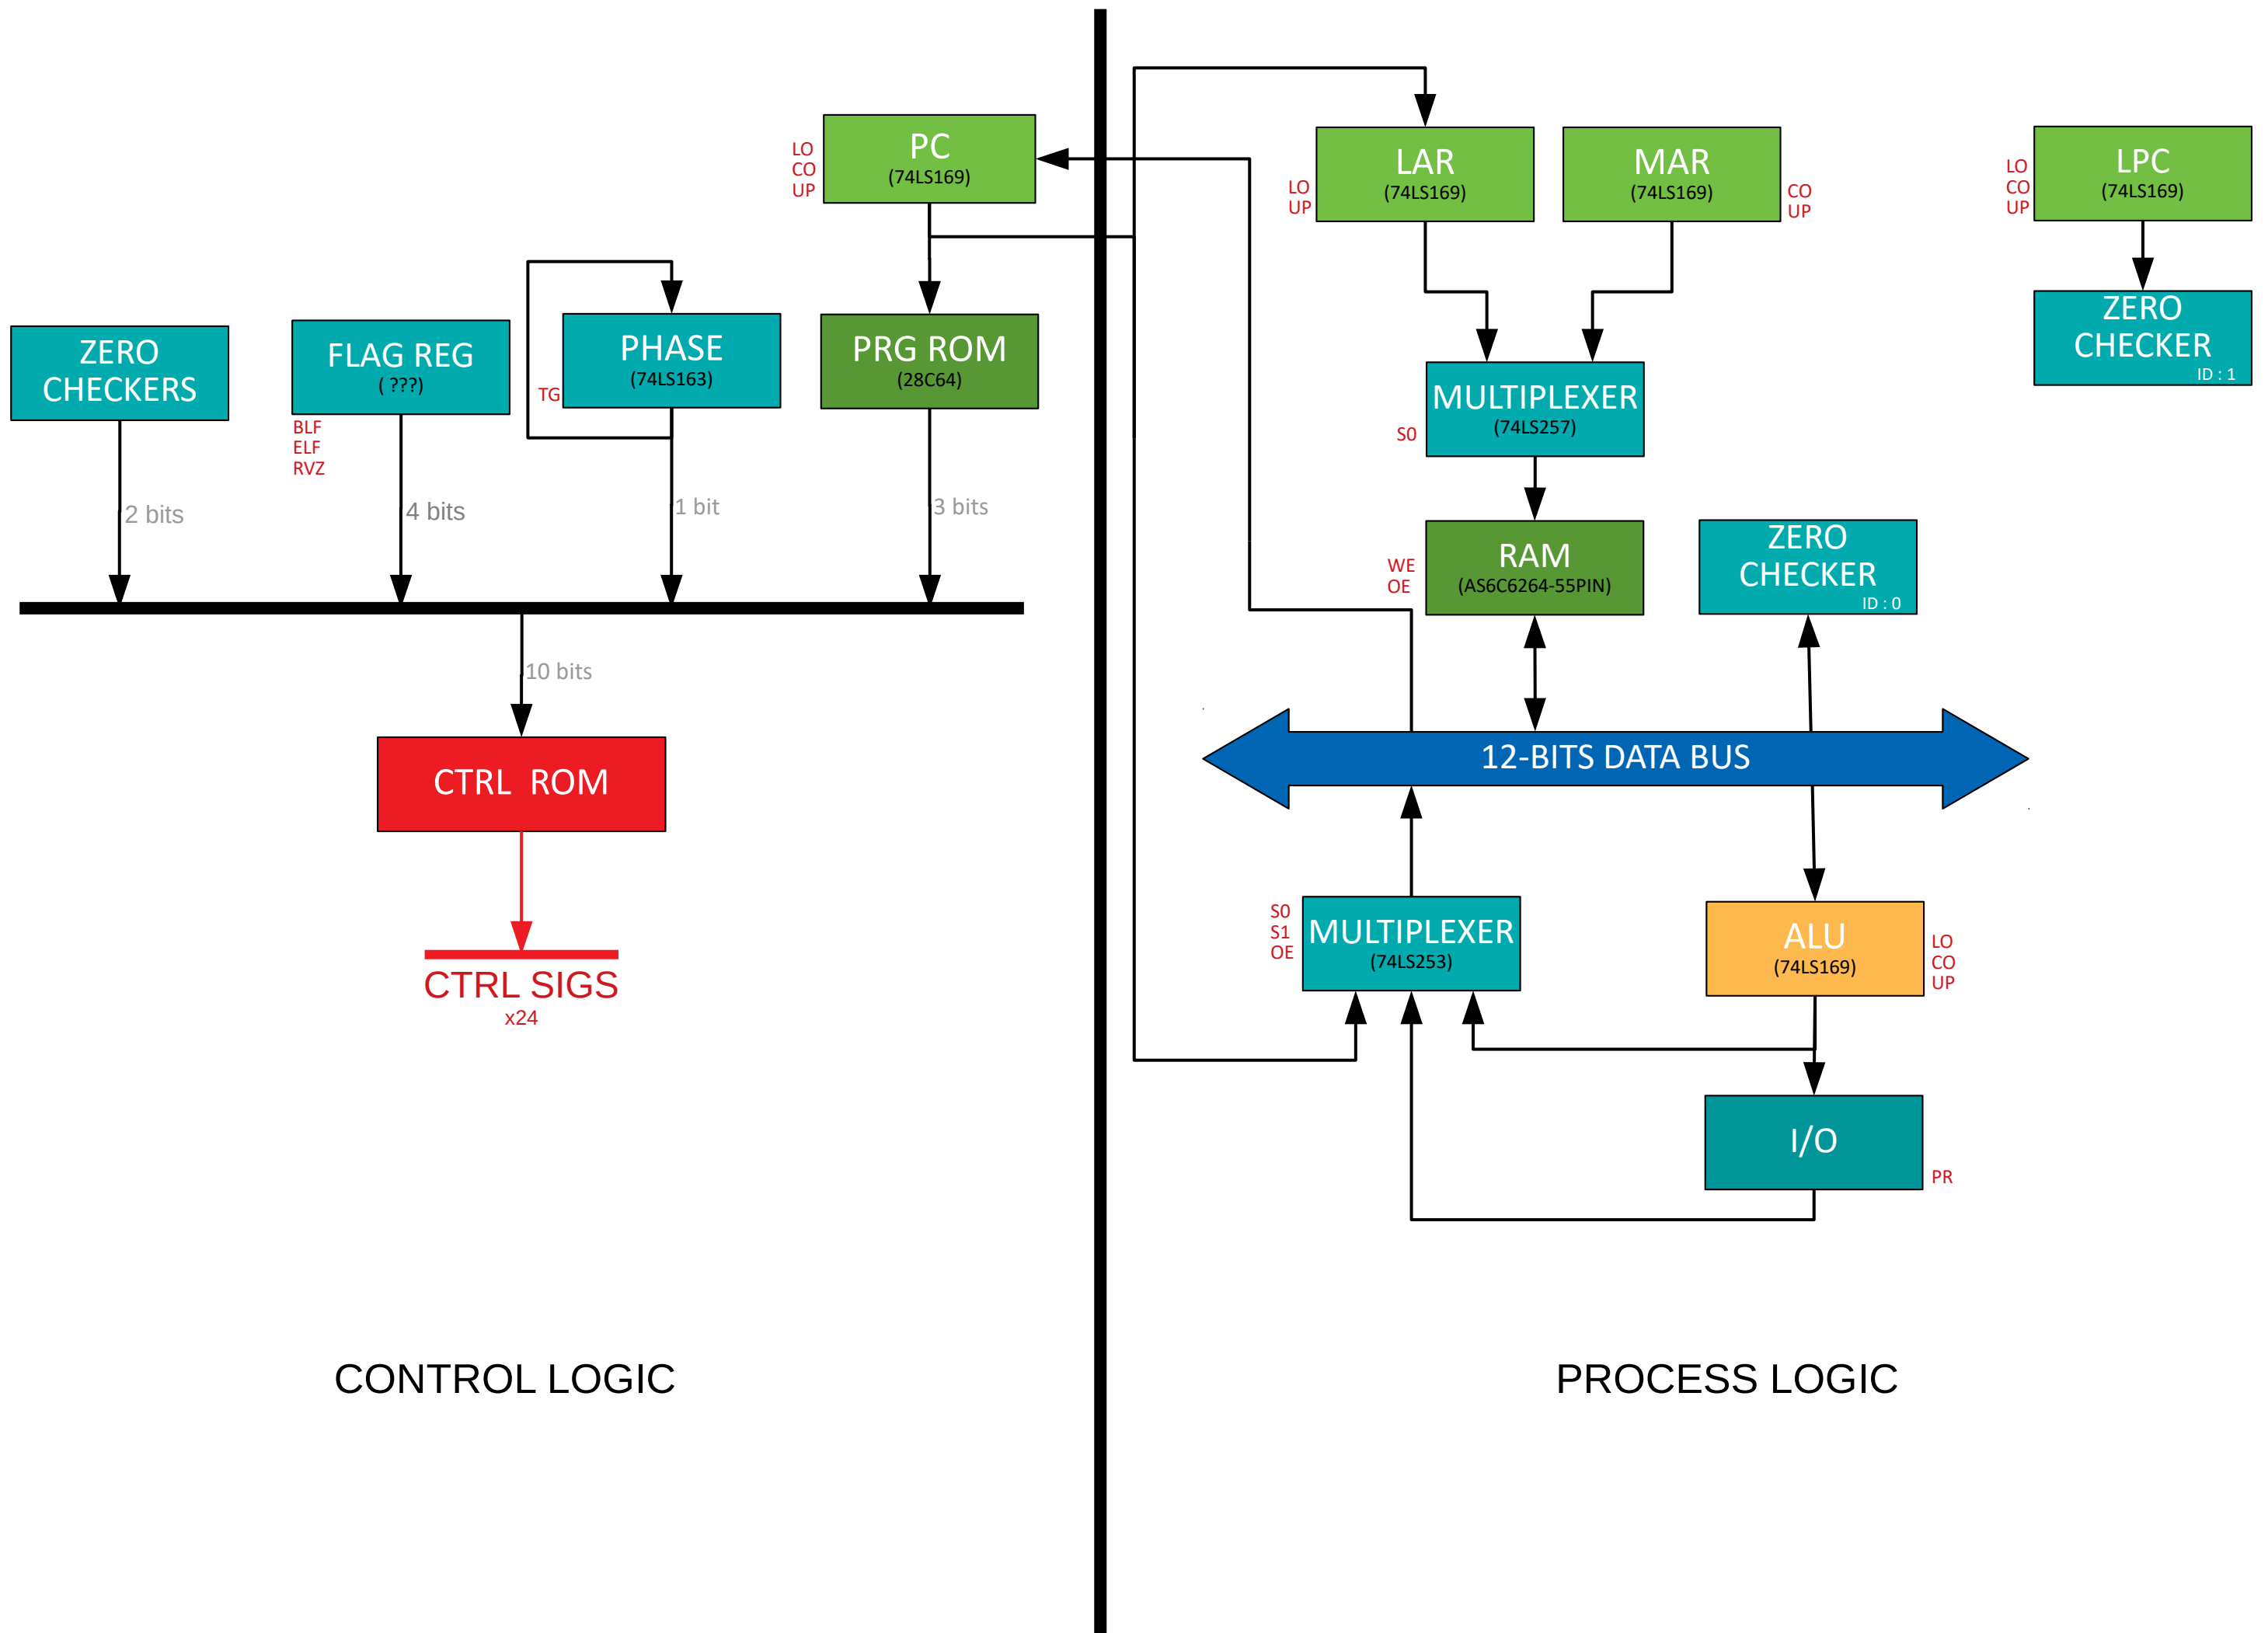 LO
CO
UP
PC
(74LS169)
LO
UP
LAR
(74LS169)
MAR
(74LS169)
CO
UP
LO
CO
UP
LPC
(74LS169)
ZERO
CHECKERS
FLAG REG
( ???)
BLF
ELF
RVZ
TG
PHASE
(74LS163)
PRG ROM
(28C64)
ZERO
CHECKER
ID : 1
S0
MULTIPLEXER
(74LS257)
2 bits
4 bits
1 bit
3 bits
WE
OE
RAM
(AS6C6264-55PIN)
ZERO
CHECKER
ID : 0
10 bits
CTRL  ROM
12-BITS DATA BUS
CTRL SIGS
x24
S0
S1
OE
MULTIPLEXER
(74LS253)
ALU
(74LS169)
LO
CO
UP
I/O
PR
CONTROL LOGIC
PROCESS LOGIC